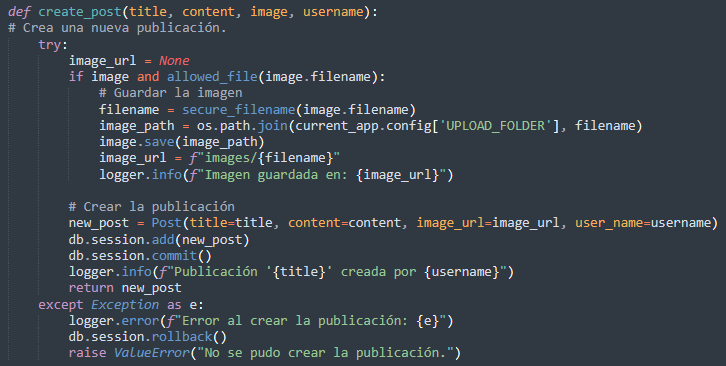 def create_post(title, content, image, username):
# Crea una nueva publicación.
    try:
        image_url = None
        if image and allowed_file(image.filename):
            # Guardar la imagen
            filename = secure_filename(image.filename)
            image_path = os.path.join(current_app.config['UPLOAD_FOLDER'], filename)
            image.save(image_path)
            image_url = f"images/{filename}"
            logger.info(f"Imagen guardada en: {image_url}")

        # Crear la publicación
        new_post = Post(title=title, content=content, image_url=image_url, user_name=username)
        db.session.add(new_post)
        db.session.commit()
        logger.info(f"Publicación '{title}' creada por {username}")
        return new_post
    except Exception as e:
        logger.error(f"Error al crear la publicación: {e}")
        db.session.rollback()
        raise ValueError("No se pudo crear la publicación.")